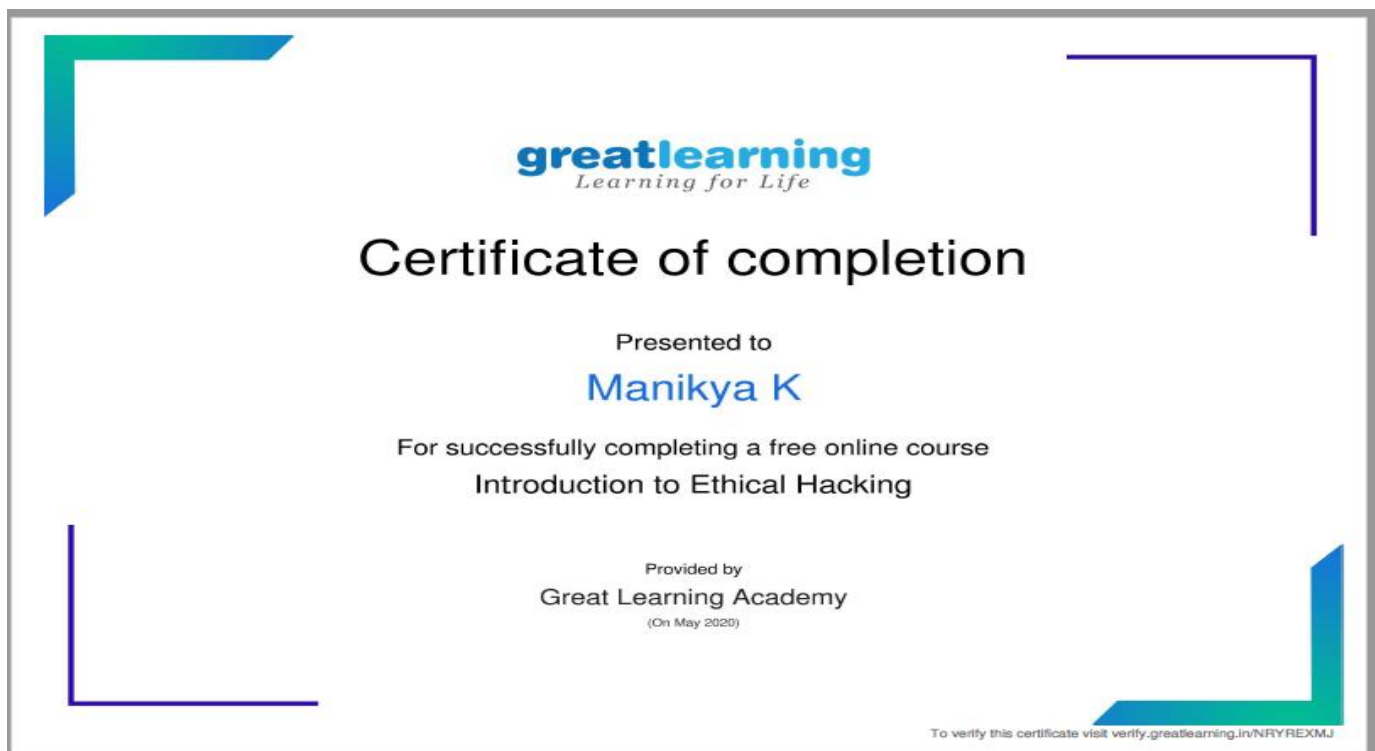 greatlearning
Learning for Life
Certificate of completion
Presented to
Manikya K
For successfully completing a free online course
Introduction to Ethical Hacking
Provided by
Great Learning Academy
(On May 2020)
To verify this certificate visit verify.greatlearning.in/NRYREXMJ